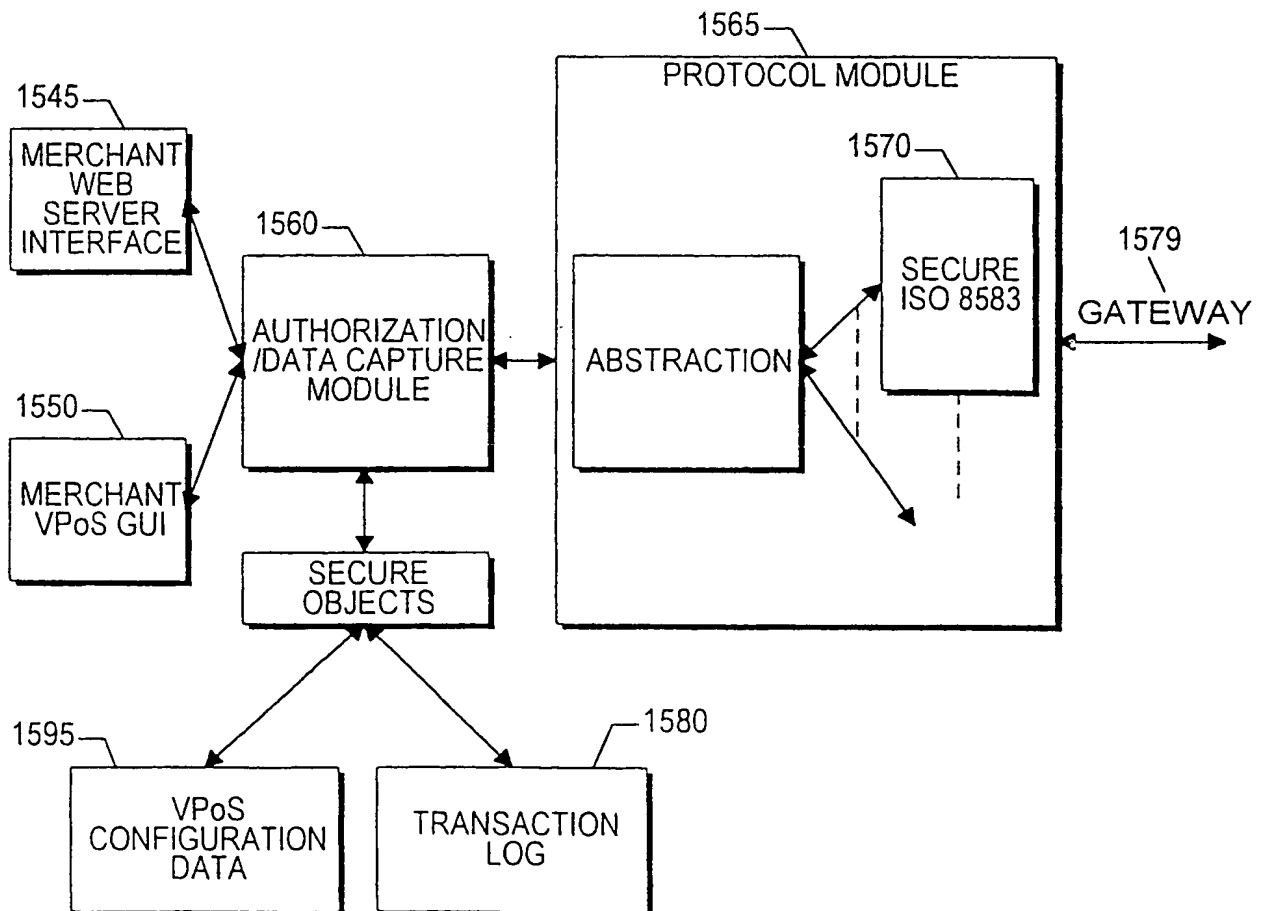 1565
PROTOCOL MODULE
1545
MERCHANT
WEB
SERVER
INTERFACE
1570
SECURE
ISO 8583
1560
AUTHORIZATION
/DATA CAPTURE
MODULE
ABSTRACTION
1579
GATEWAY
1550
MERCHANT
VPoS GUI
SECURE
OBJECTS
1595
VPoS
CONFIGURATION
DATA
1580
TRANSACTION
LOG